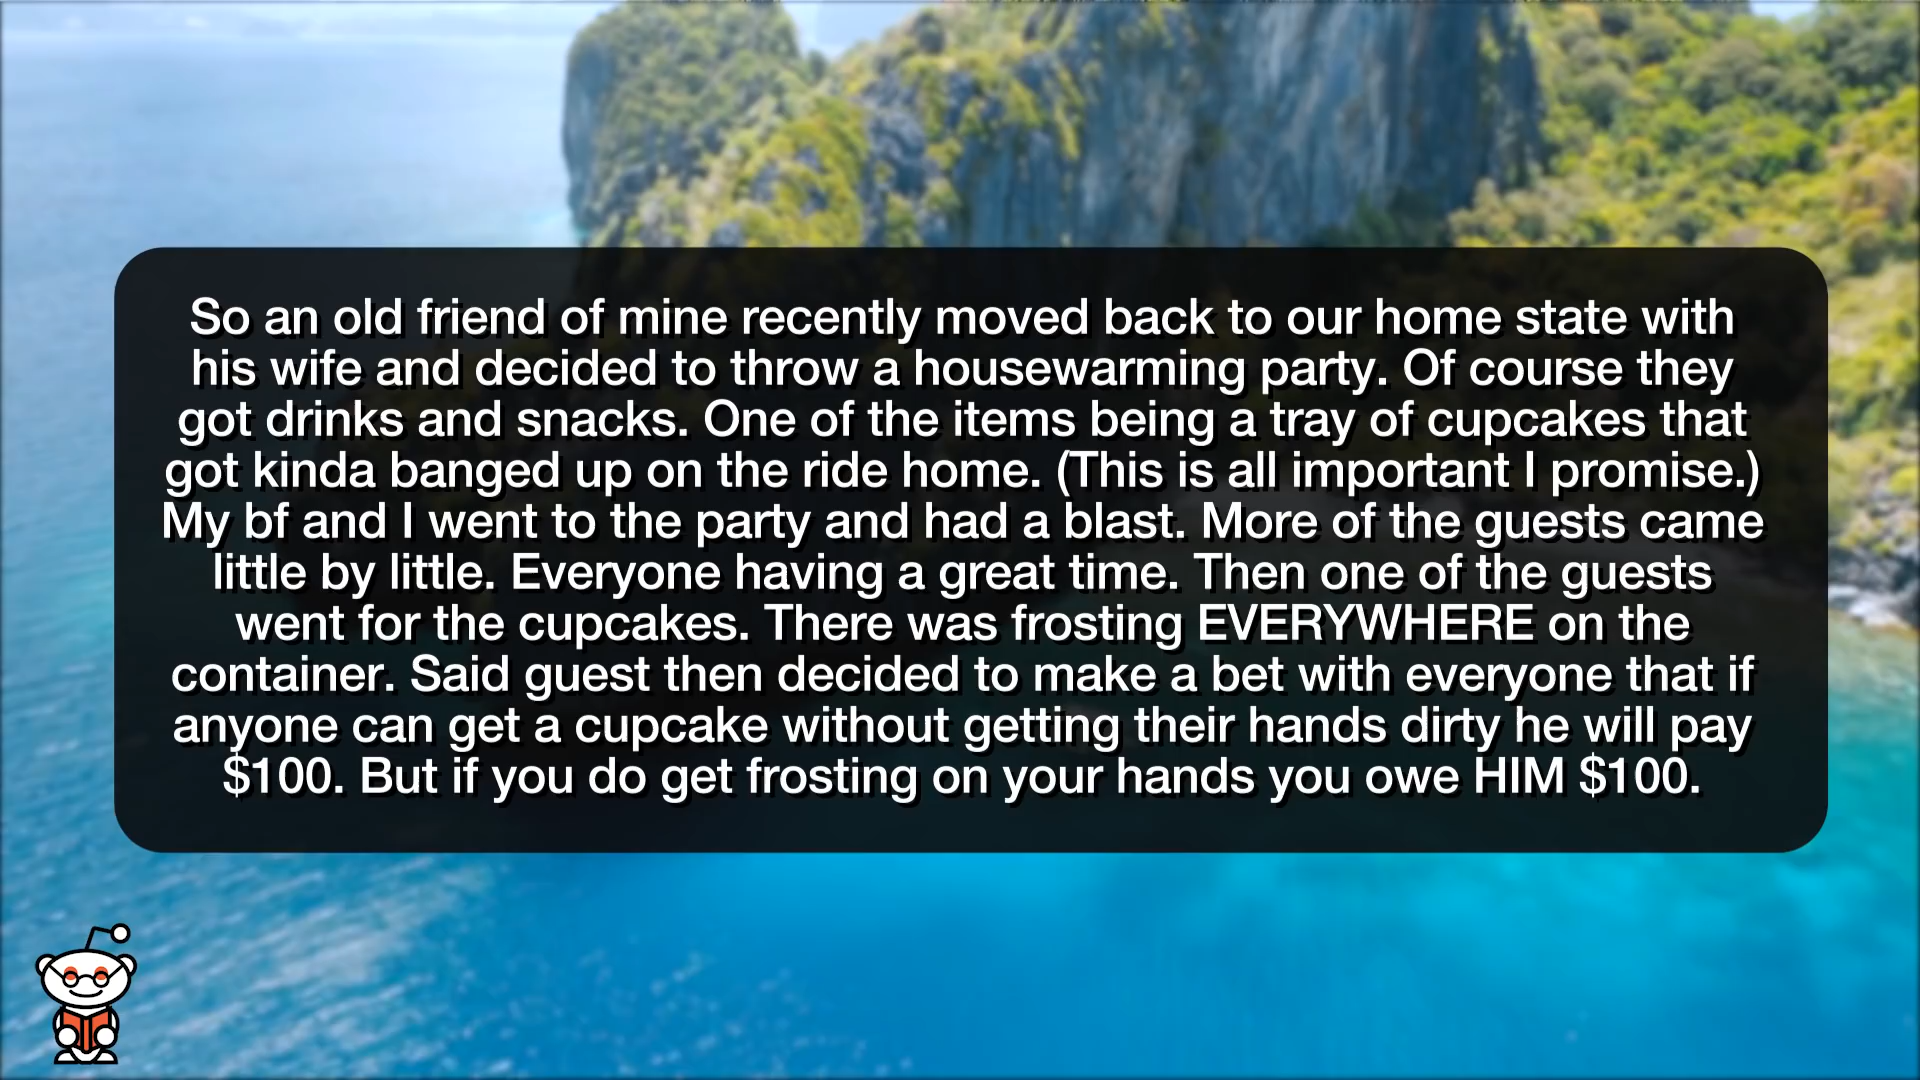 So an old friend of mine recently moved back to our home state with
his wife and decided to throw a housewarming party. Of course they
got drinks and snacks. One of the items being a tray of cupcakes that
got kinda banged up on the ride home. (This is all important I promise.)
My bf and I went to the party and had a blast. More of the guests came
little by little. Everyone having a great time. Then one of the guests
went for the cupcakes. There was frosting EVERYWHERE on the
container. Said guest then decided to make a bet with everyone that if
anyone can get a cupcake without getting their hands dirty he will pay
$100. But if you do get frosting on your hands you owe HIM $100.